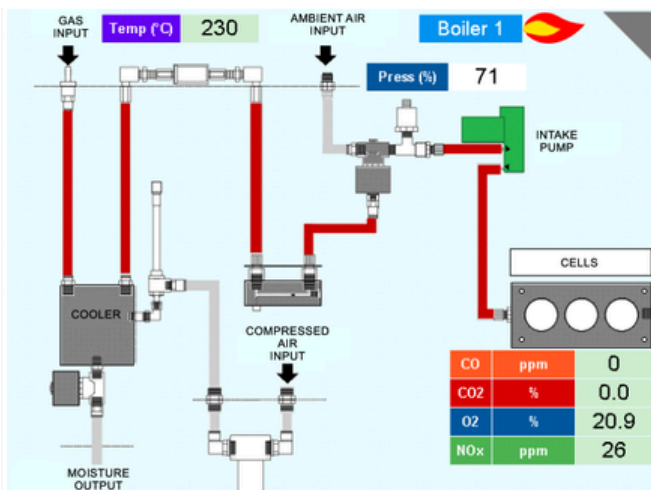 GAS
INPUT
Temp (°C) 230
AMBIENT AIR
INPUT
Boiler 1
Press (%) 71
INTAKE
PUMP
CELLS
COOLER
COMPRESSED
AIR
INPUT
CO ppm 0
CO2 % 0.0
O2 % 20.9
NOx ppm 26
MOISTURE
OUTPUT